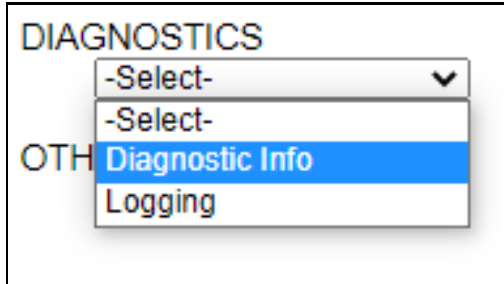 DIAGNOSTICS
-Select-
-Select-
OTH Diagnostic Info
Logging